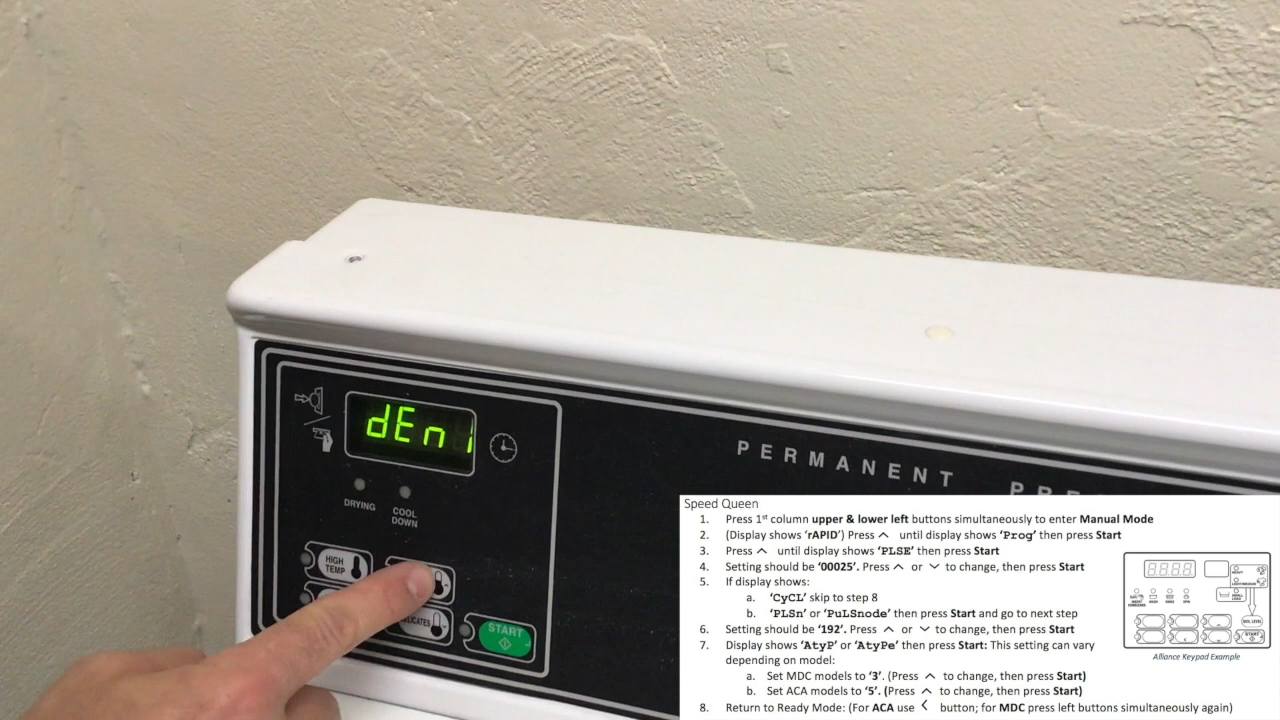 dEn1
DRYING
COOL
DOWN
HIGH
TEMP
START
PERMANENT
Speed Queen
1. Press 1st column upper & lower left buttons simultaneously to enter Manual Mode
2. (Display shows 'rAPID') Press ^ until display shows 'Prog' then press Start
3. Press ^ until display shows 'PLSE' then press Start
4. Setting should be '00025'. Press ^ or ﹀ to change, then press Start
5. If display shows:
a. 'CyCL' skip to step 8
b. 'PLSn' or 'PuLSnode' then press Start and go to next step
6. Setting should be '192'. Press ^ or ﹀ to change, then press Start
7. Display shows 'AtyP' or 'AtyPe' then press Start: This setting can vary
depending on model:
a. Set MDC models to '3'. (Press ^ to change, then press Start)
b. Set ACA models to '5'. (Press ^ to change, then press Start)
8. Return to Ready Mode: (For ACA use < button; for MDC press left buttons simultaneously again)
Alliance Keypad Example